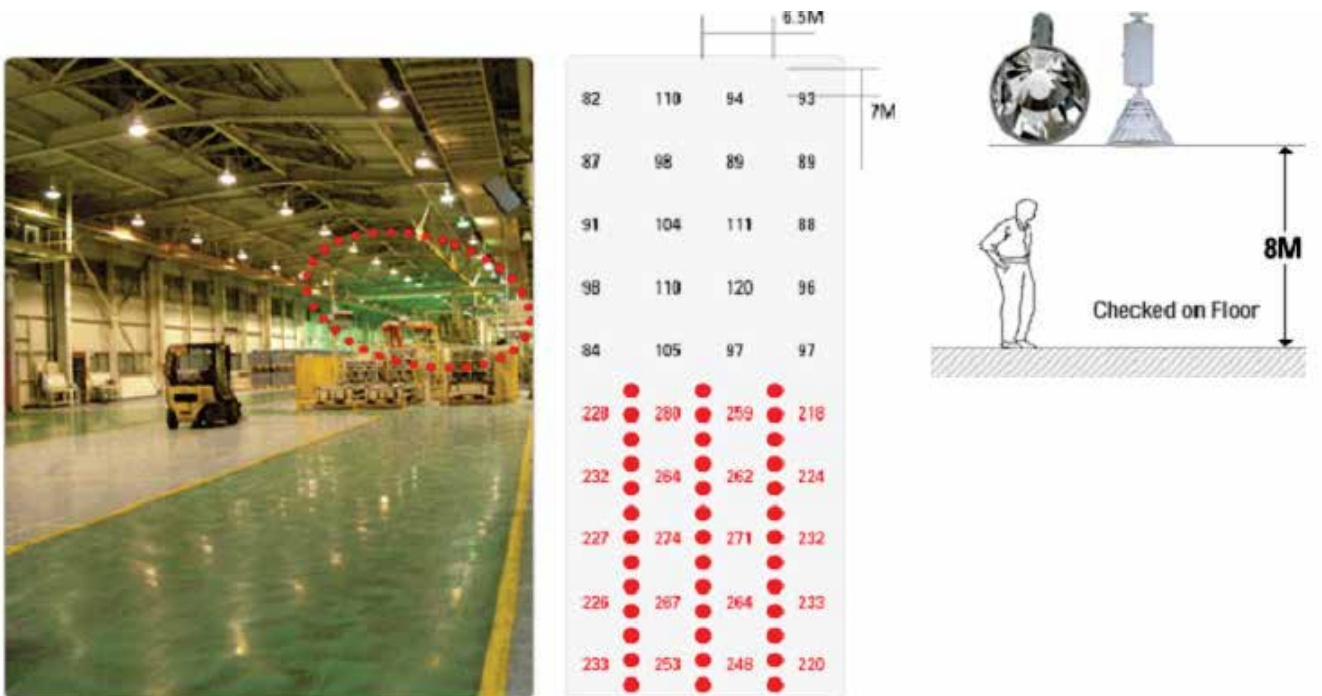 6.5M
82 110 94 93
7M
87 98 89 89
91 104 111 88
98 110 120 96
84 105 97 97
228 280 259 218
232 264 262 224
227 274 271 232
226 267 264 233
233 253 248 220
8M
Checked on Floor